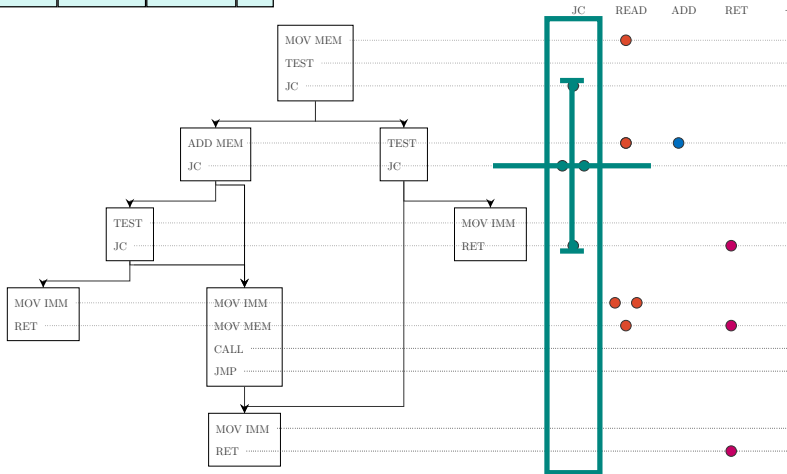 JC READ ADD RET
MOV MEM
TEST
JC
ADD MEM
JC
TEST
JC
TEST
JC
MOV IMM
RET
MOV IMM
RET
MOV IMM
MOV MEM
CALL
JMP
MOV IMM
RET